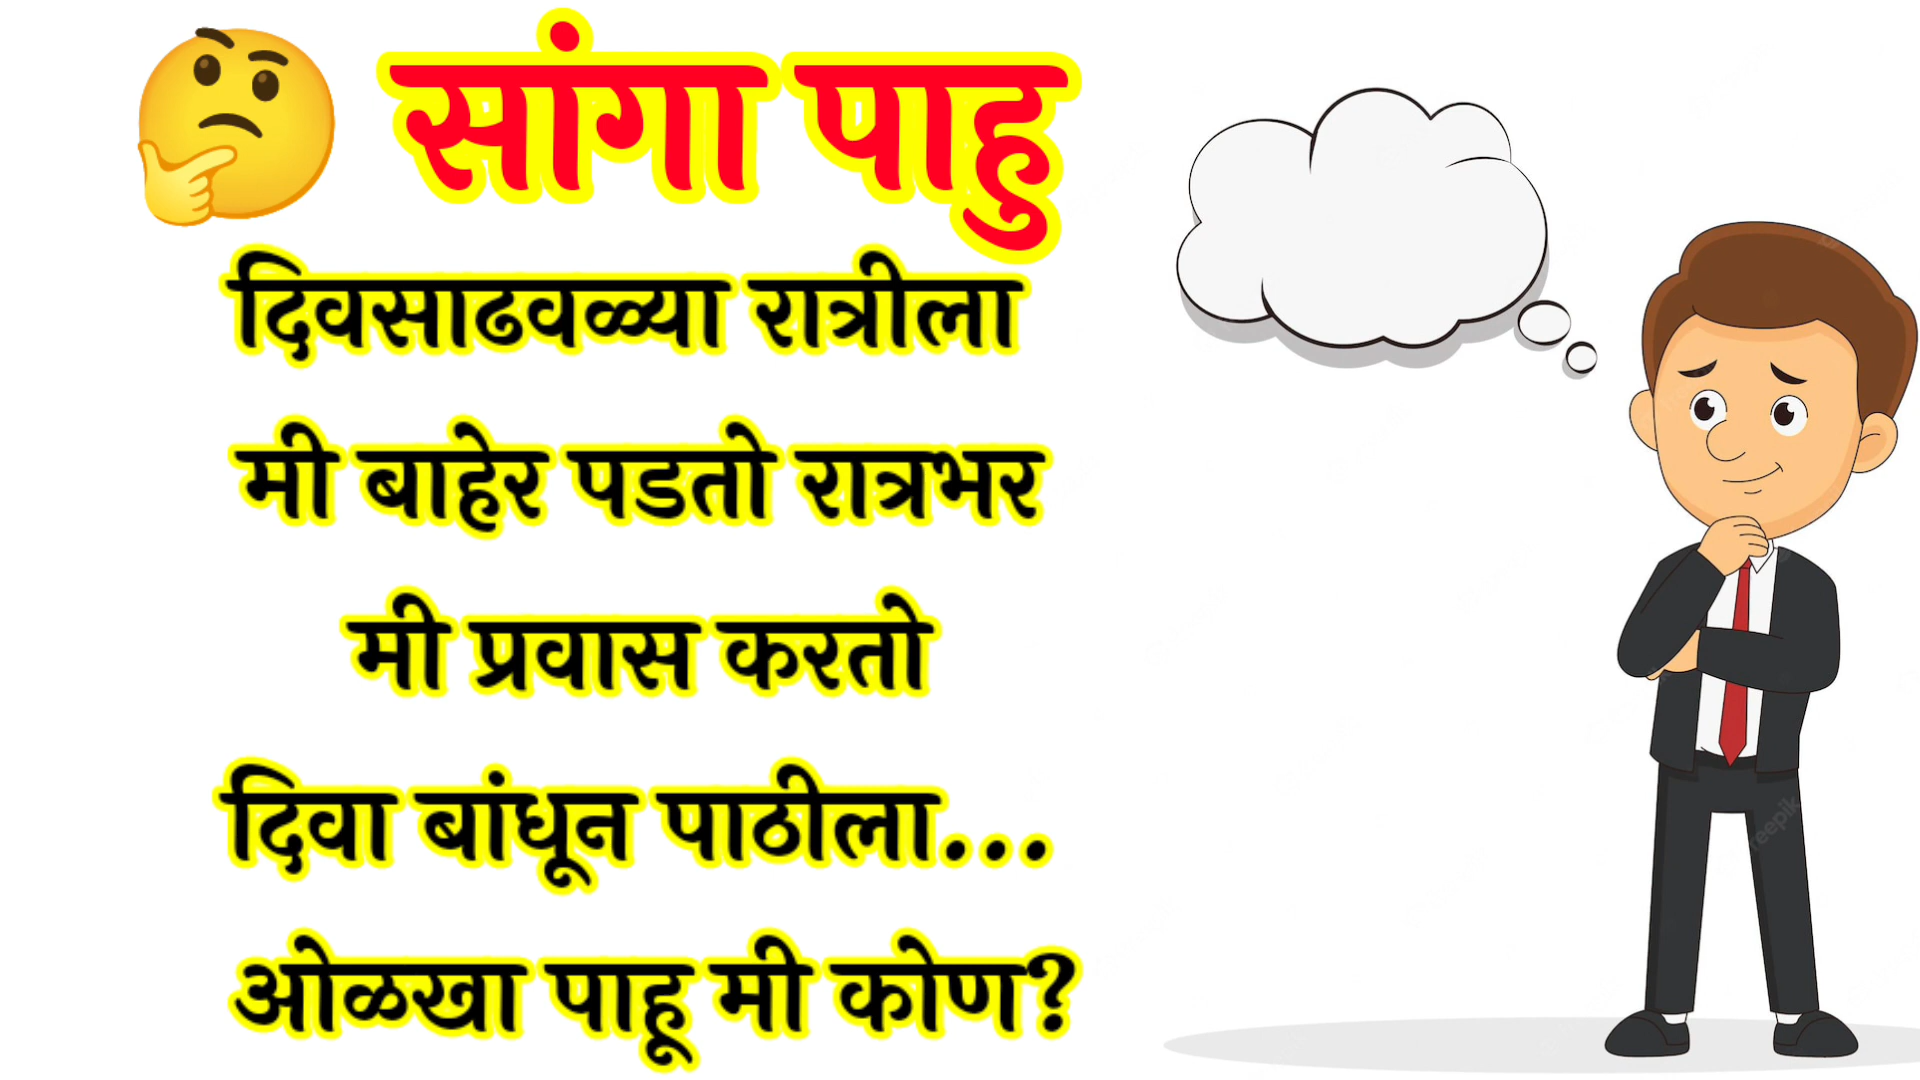 सांगा पाहु
दिवसाढवळ्या रात्रीला
मी बाहेर पडतो रात्रभर
मी प्रवास करतो
दिवा बांधून पाठीला...
ओळखा पाहू मी कोण?